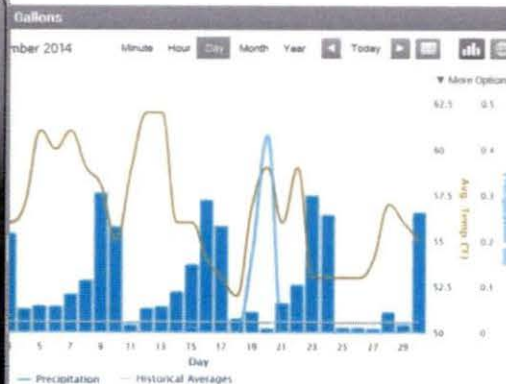 Gallons
mber 2014 Minute Hour Day Month Year Today
More Option
62.5 0.5
60 0.4
57.5 0.3
55 0.2
52.5 0.1
50 0
Avg. Temp (°F)
5 7 9 11 13 15 17 19 21 23 25 27 29
Day
Precipitation Historical Averages